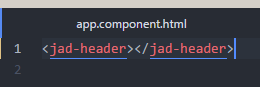 app.component.html
1 <jad-header></jad-header>
2